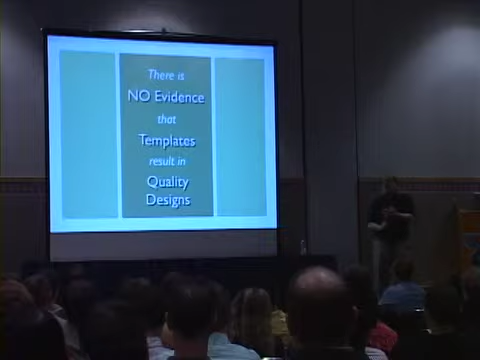 There is
NO Evidence
that
Templates
result in
Quality
Designs